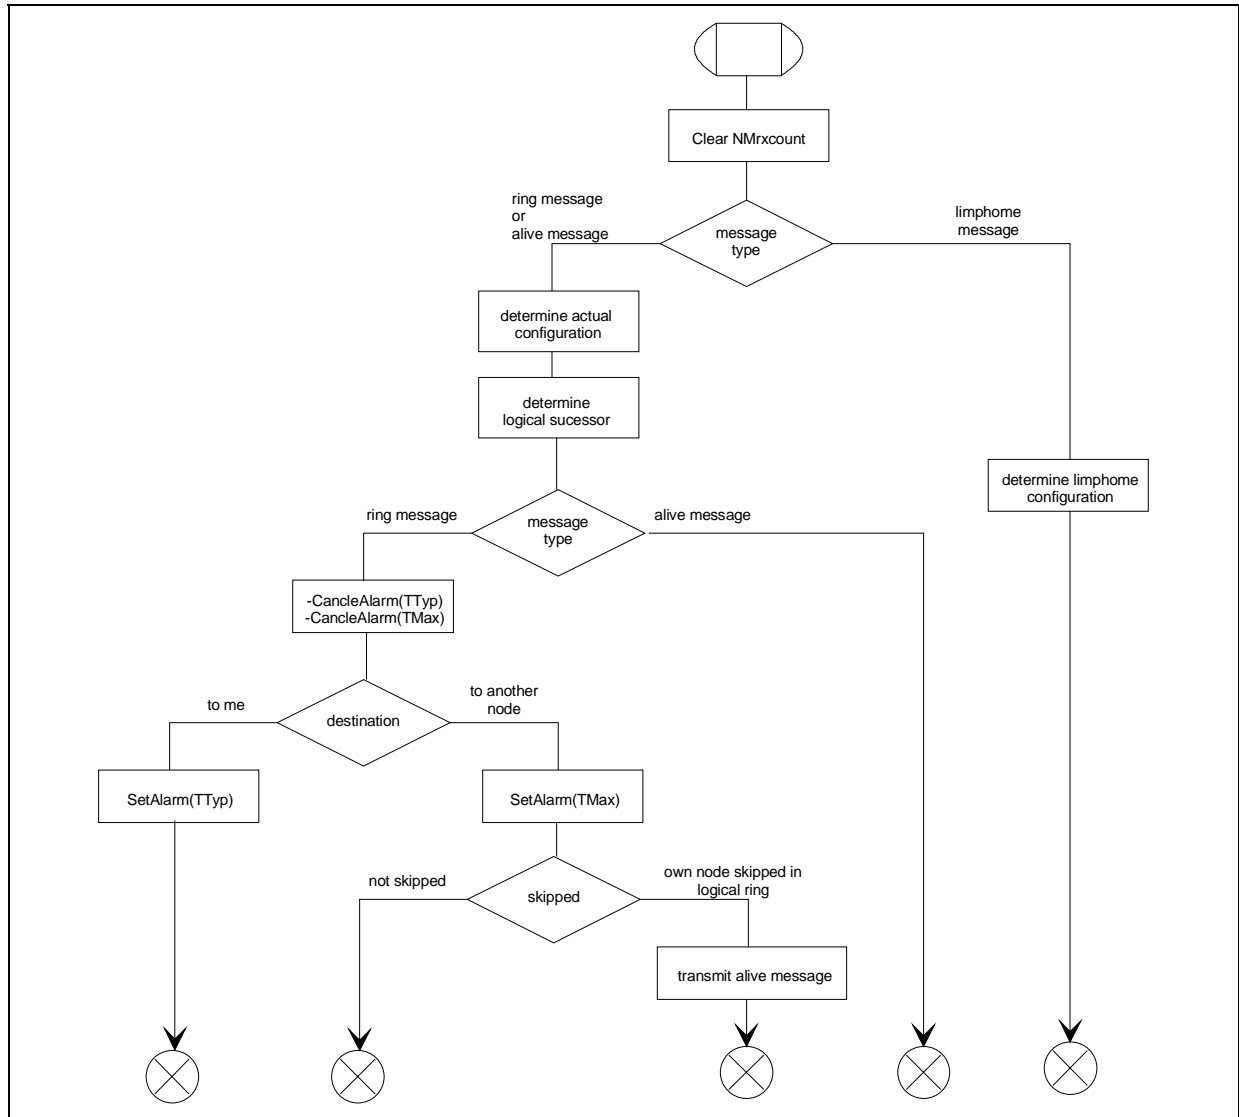 Clear NMrxcount
ring message
or
alive message
message
type
limphome
message
determine actual
configuration
determine
logical sucessor
determine limphome
configuration
ring message
message
type
alive message
-CancleAlarm(TTyp)
-CancleAlarm(TMax)
to me
destination
to another
node
SetAlarm(TTyp)
SetAlarm(TMax)
not skipped
skipped
own node skipped in
logical ring
transmit alive message